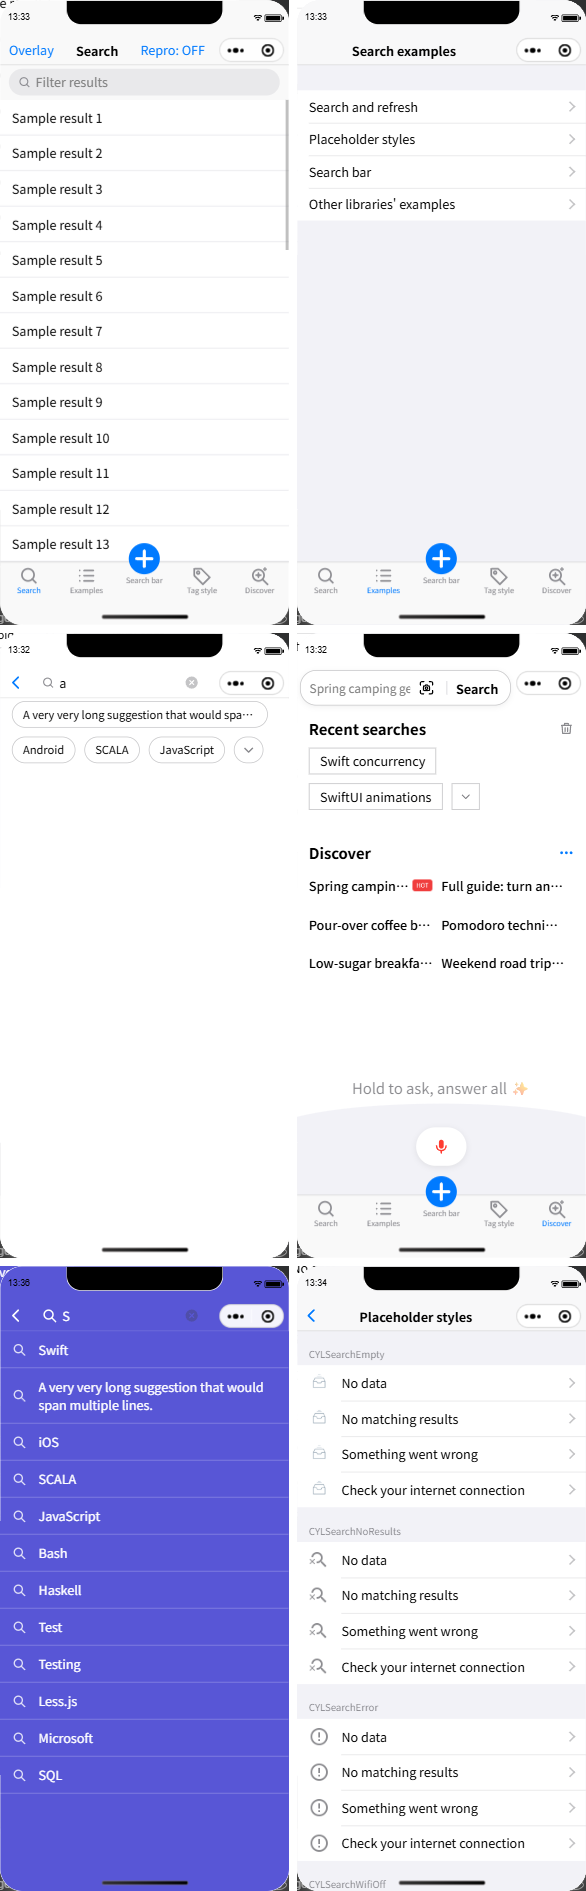 13:33
Overlay Search Repro: OFF
Filter results
Sample result 1
Sample result 2
Sample result 3
Sample result 4
Sample result 5
Sample result 6
Sample result 7
Sample result 8
Sample result 9
Sample result 10
Sample result 11
Sample result 12
Sample result 13
Search Examples Search bar Tag style Discover
13:33
Search examples
Search and refresh
Placeholder styles
Search bar
Other libraries' examples
Search Examples Search bar Tag style Discover
13:32
a
A very very long suggestion that would spa···
Android SCALA JavaScript
13:32
Spring camping ge Search
Recent searches
Swift concurrency
SwiftUI animations
Discover
Spring campin··· HOT Full guide: turn an···
Pour-over coffee b··· Pomodoro techni···
Low-sugar breakfa··· Weekend road trip···
Hold to ask, answer all ✨
Search Examples Search bar Tag style Discover
13:36
S
Swift
A very very long suggestion that would
span multiple lines.
iOS
SCALA
JavaScript
Bash
Haskell
Test
Testing
Less.js
Microsoft
SQL
13:34
Placeholder styles
CYLSearchEmpty
No data
No matching results
Something went wrong
Check your internet connection
CYLSearchNoResults
No data
No matching results
Something went wrong
Check your internet connection
CYLSearchError
No data
No matching results
Something went wrong
Check your internet connection
CYLSearchWifiOff